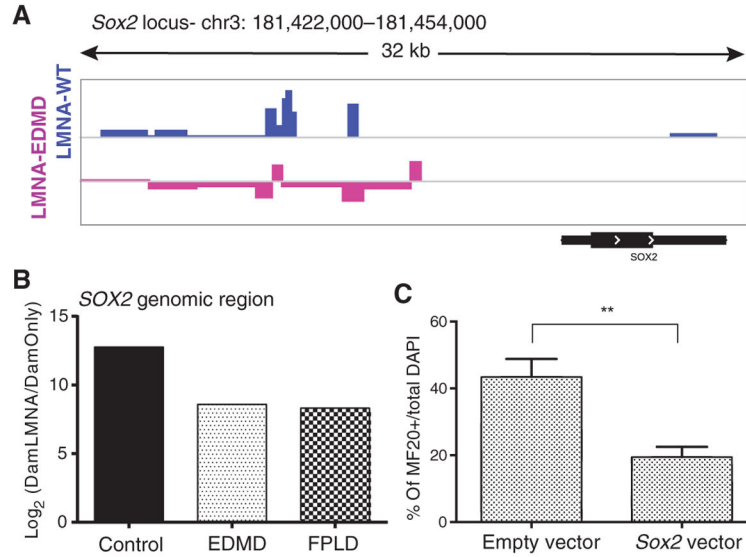 A
Sox2 locus- chr3: 181,422,000–181,454,000
32 kb
LMNA-EDMD
LMNA-WT
SOX2
B
SOX2 genomic region
Log2 (DamLMNA/DamOnly)
15
10
5
0
Control EDMD FPLD
C
**
% Of MF20+/total DAPI
60
40
20
0
Empty vector Sox2 vector